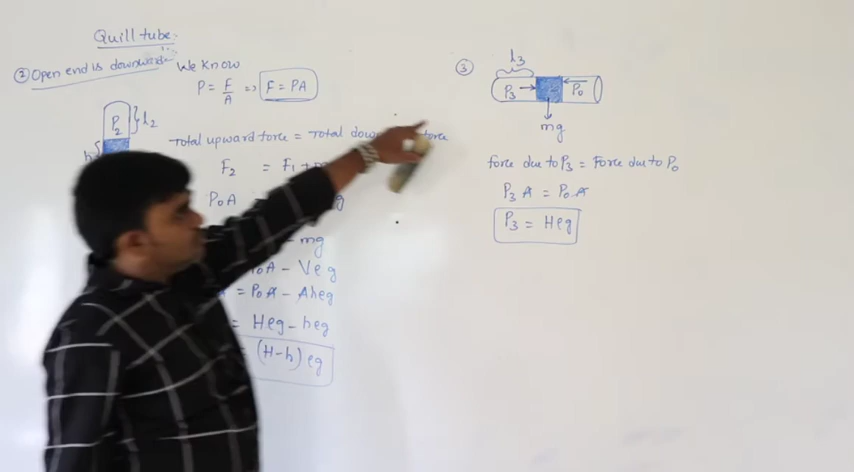 Quill tube:
② Open end is downwards
We know
P = F/A => F = PA
P₂
l₂
h
Total upward force = Total force
F₂ = F₁ +
P₀A g
- mg
P₀A - Veg
= P₀A - Aheg
= Heg - heg
= (H-h) eg
③
l₃
P₃
P₀
mg
Force due to P₃ = Force due to P₀
P₃ A = P₀ A
P₃ = Heg